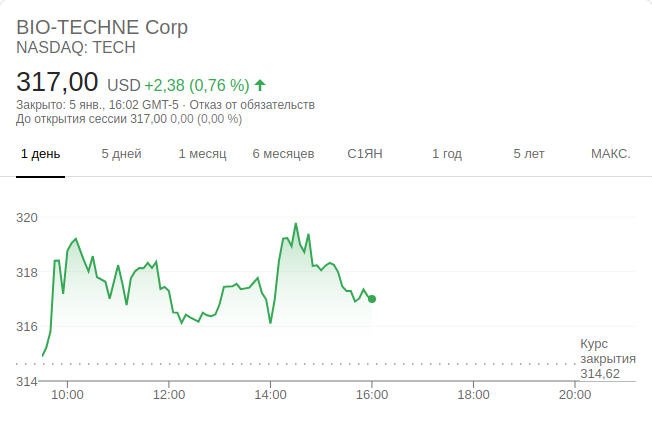 BIO-TECHNE Corp
NASDAQ: TECH
317,00 USD +2,38 (0,76 %)
Закрыто: 5 янв., 16:02 GMT-5 · Отказ от обязательств
До открытия сессии 317,00 0,00 (0,00 %)
1 день 5 дней 1 месяц 6 месяцев С1ЯН 1 год 5 лет МАКС.
320
318
316
Курс
закрытия
314,62
314
10:00 12:00 14:00 16:00 18:00 20:00